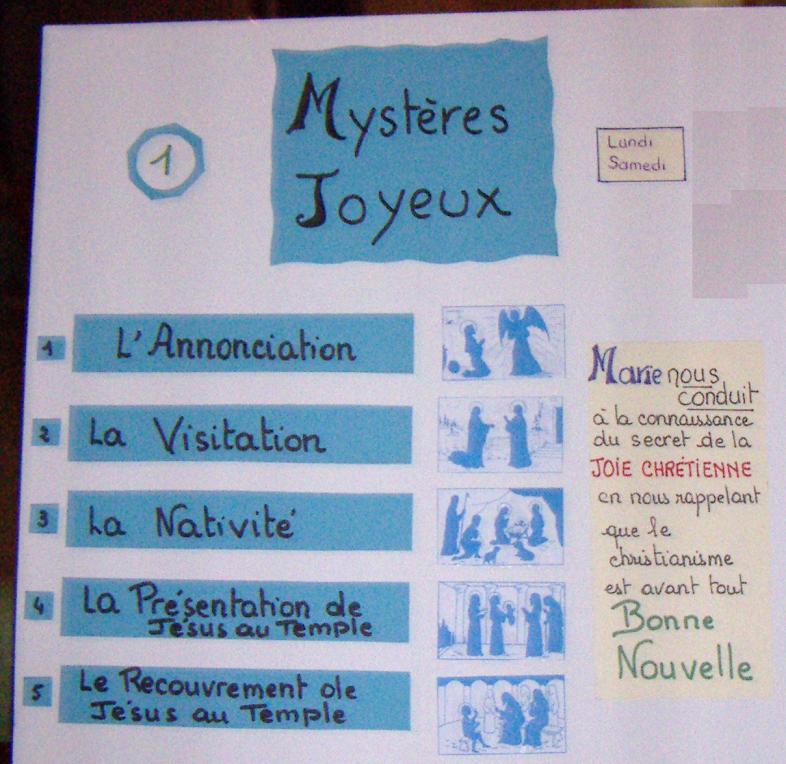 1
Mystères
Joyeux
Lundi
Samedi
1 L'Annonciation
2 La Visitation
3 La Nativité
4 La Présentation de
Jésus au Temple
5 Le Recouvrement de
Jésus au Temple
Marie nous
conduit
à la connaissance
du secret de la
JOIE CHRÉTIENNE
en nous rappelant
que le
christianisme
est avant tout
Bonne
Nouvelle